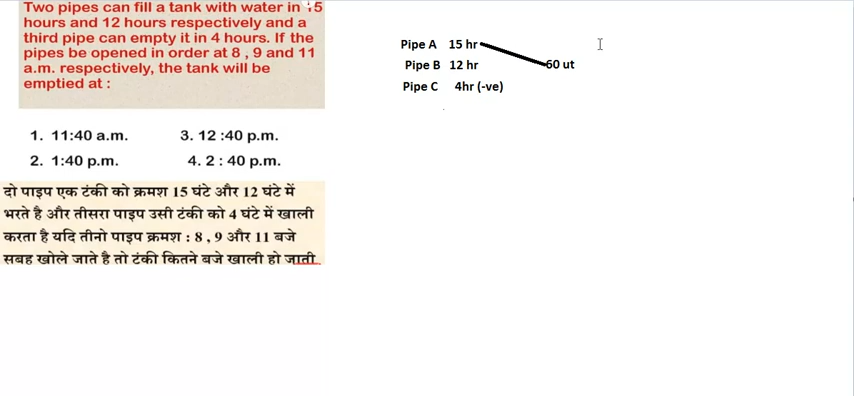 Two pipes can fill a tank with water in 15
hours and 12 hours respectively and a
third pipe can empty it in 4 hours. If the
pipes be opened in order at 8 , 9 and 11
a.m. respectively, the tank will be
emptied at :
1. 11:40 a.m. 3. 12 :40 p.m.
2. 1:40 p.m. 4. 2 : 40 p.m.
दो पाइप एक टंकी को क्रमश 15 घंटे और 12 घंटे में
भरते है और तीसरा पाइप उसी टंकी को 4 घंटे में खाली
करता है यदि तीनो पाइप क्रमश : 8 , 9 और 11 बजे
सबह खोले जाते है तो टंकी कितने बजे खाली हो जाती
Pipe A 15 hr 60 ut
Pipe B 12 hr
Pipe C 4hr (-ve)